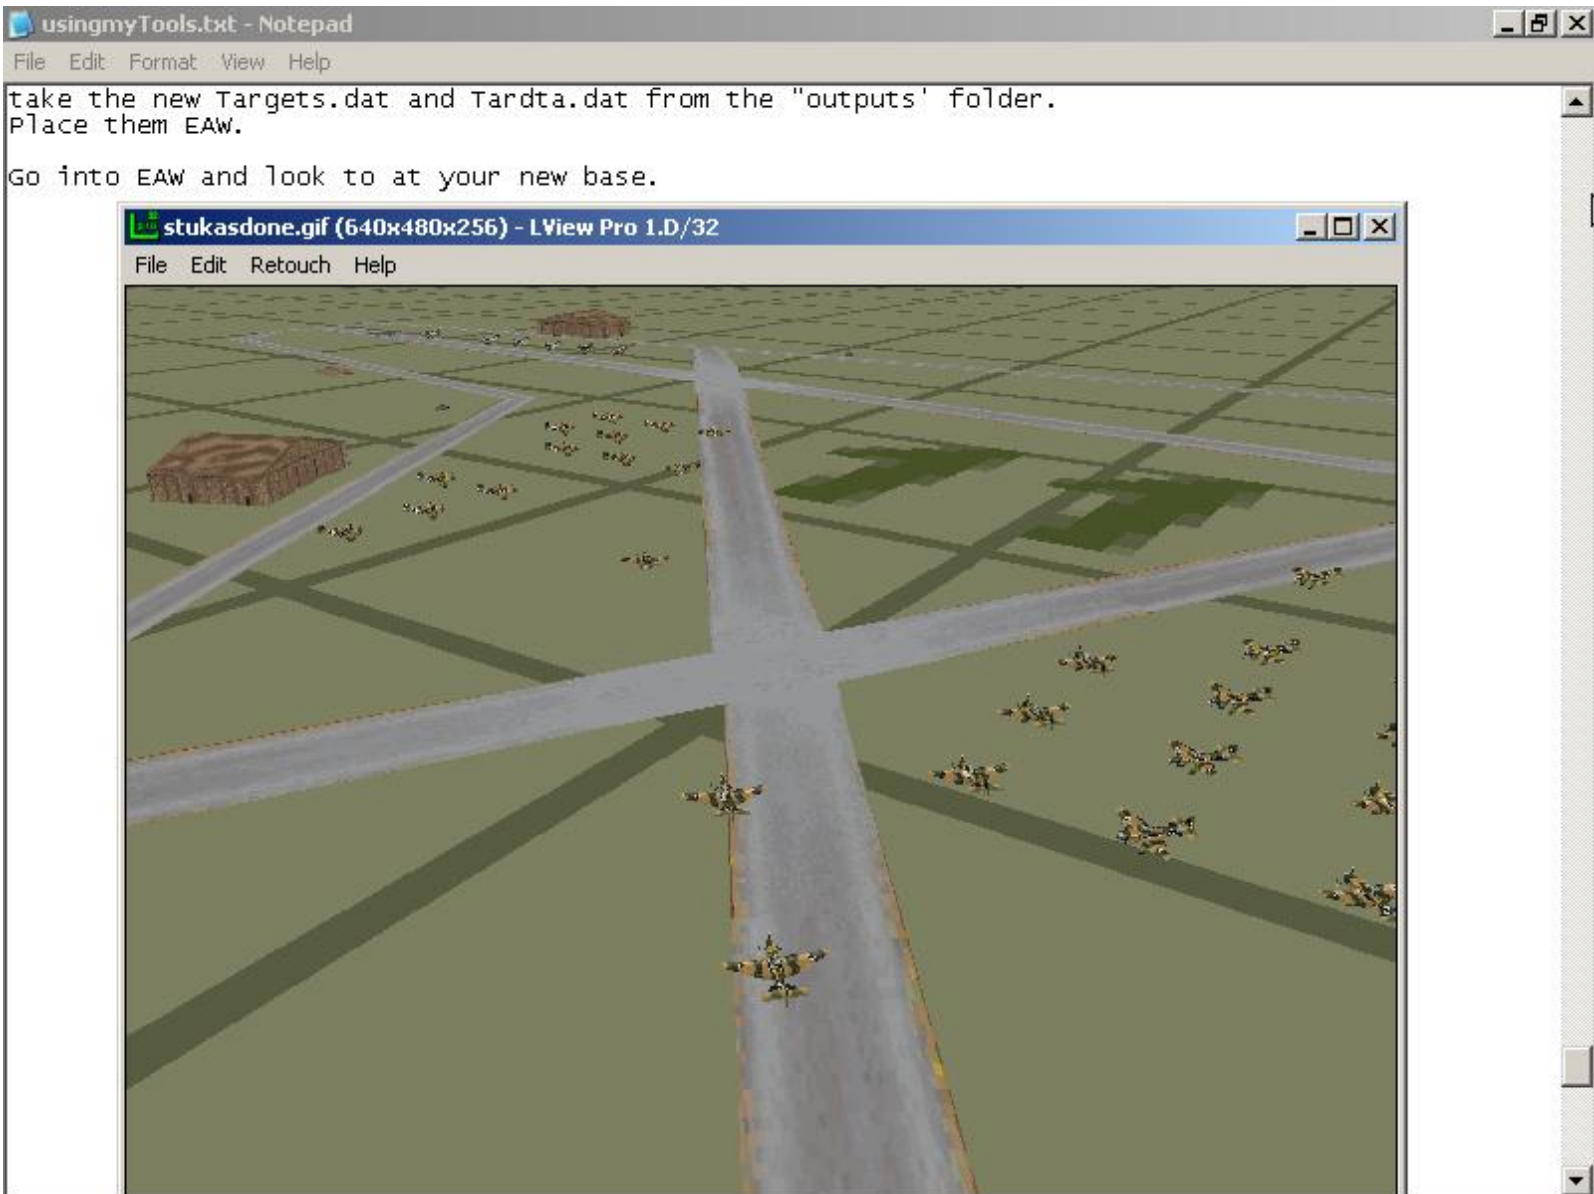 usingmyTools.txt - Notepad
File Edit Format View Help
take the new Targets.dat and Tardta.dat from the "outputs' folder.
Place them EAW.
Go into EAW and look to at your new base.
stukasdone.gif (640x480x256) - LView Pro 1.D/32
File Edit Retouch Help